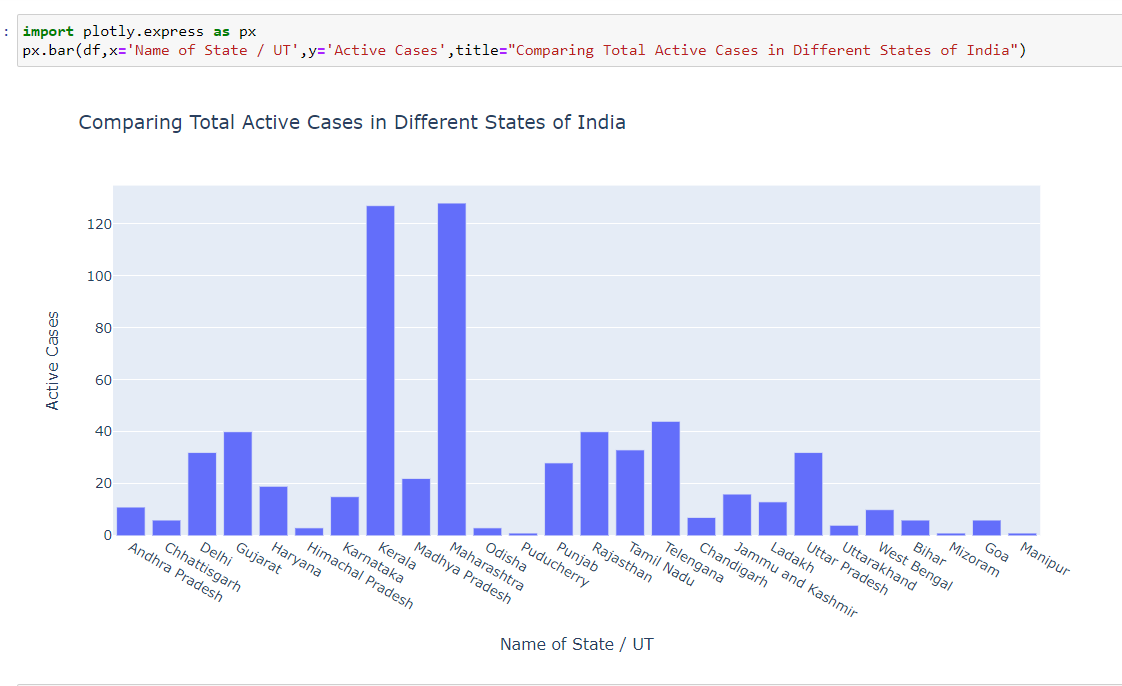 :
import plotly.express as px
px.bar(df,x='Name of State / UT',y='Active Cases',title="Comparing Total Active Cases in Different States of India")
Comparing Total Active Cases in Different States of India
Active Cases
120
100
80
60
40
20
0
Andhra Pradesh
Chhattisgarh
Delhi
Gujarat
Haryana
Himachal Pradesh
Karnataka
Kerala
Madhya Pradesh
Maharashtra
Odisha
Puducherry
Punjab
Rajasthan
Tamil Nadu
Telengana
Chandigarh
Jammu and Kashmir
Ladakh
Uttar Pradesh
Uttarakhand
West Bengal
Bihar
Mizoram
Goa
Manipur
Name of State / UT